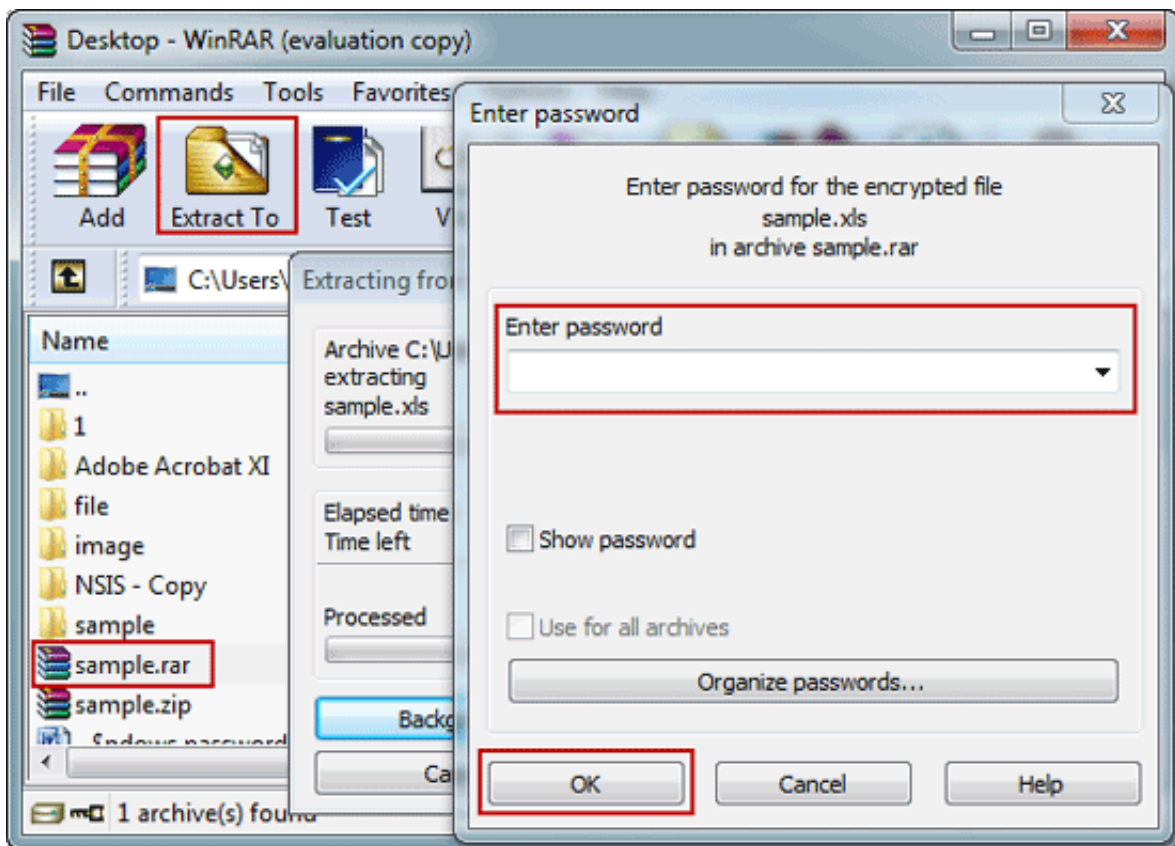 Desktop - WinRAR (evaluation copy)
File Commands Tools Favorites
Add Extract To Test
C:\Users\
Name
..
1
Adobe Acrobat XI
file
image
NSIS - Copy
sample
sample.rar
sample.zip
1 archive(s)
Extracting
Archive C:\U
extracting
sample.xls
Elapsed time
Time left
Processed
Enter password
Enter password for the encrypted file
sample.xls
in archive sample.rar
Enter password
Show password
Use for all archives
Organize passwords...
OK Cancel Help